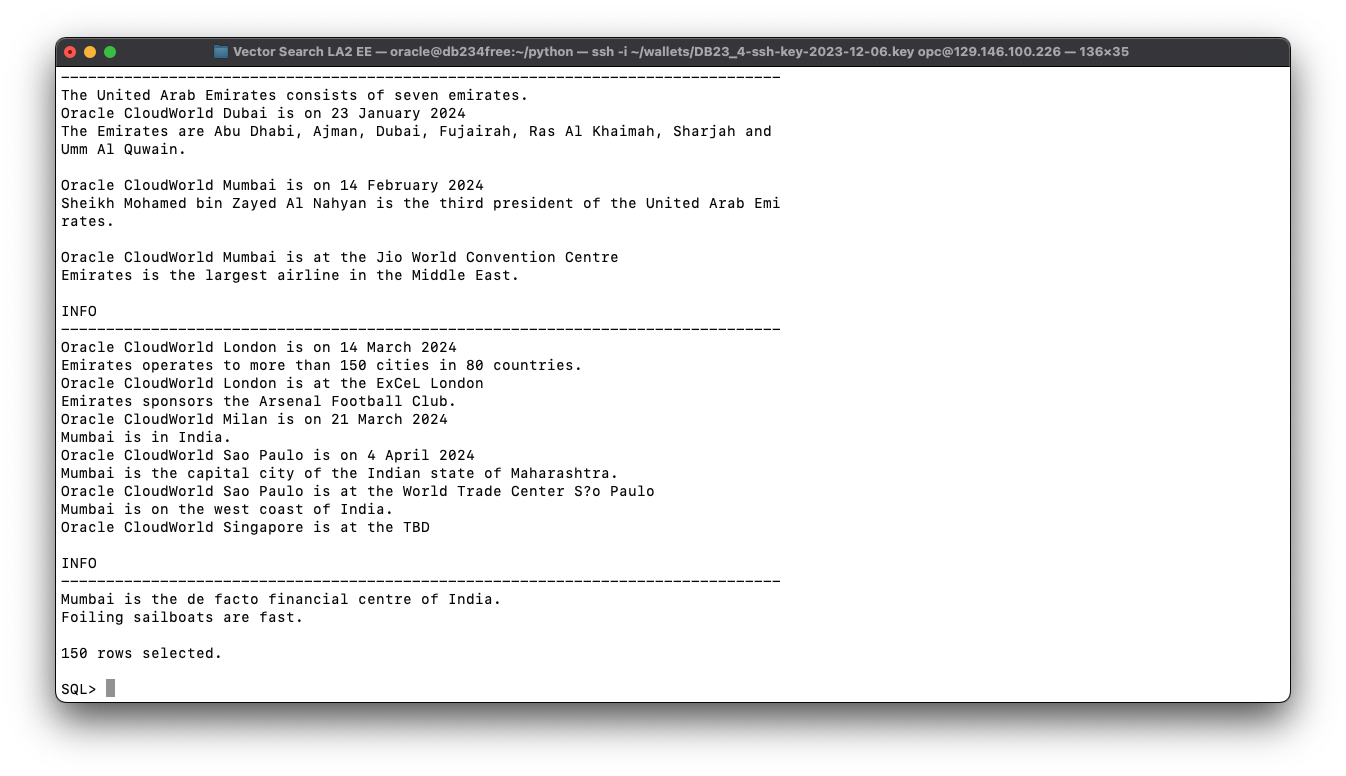 Vector Search LA2 EE — oracle@db234free:~/python — ssh -i ~/wallets/DB23_4-ssh-key-2023-12-06.key opc@129.146.100.226 — 136×35
--------------------------------------------------------------------------------
The United Arab Emirates consists of seven emirates.
Oracle CloudWorld Dubai is on 23 January 2024
The Emirates are Abu Dhabi, Ajman, Dubai, Fujairah, Ras Al Khaimah, Sharjah and
Umm Al Quwain.
Oracle CloudWorld Mumbai is on 14 February 2024
Sheikh Mohamed bin Zayed Al Nahyan is the third president of the United Arab Emi
rates.
Oracle CloudWorld Mumbai is at the Jio World Convention Centre
Emirates is the largest airline in the Middle East.
INFO
--------------------------------------------------------------------------------
Oracle CloudWorld London is on 14 March 2024
Emirates operates to more than 150 cities in 80 countries.
Oracle CloudWorld London is at the ExCeL London
Emirates sponsors the Arsenal Football Club.
Oracle CloudWorld Milan is on 21 March 2024
Mumbai is in India.
Oracle CloudWorld Sao Paulo is on 4 April 2024
Mumbai is the capital city of the Indian state of Maharashtra.
Oracle CloudWorld Sao Paulo is at the World Trade Center S?o Paulo
Mumbai is on the west coast of India.
Oracle CloudWorld Singapore is at the TBD
INFO
--------------------------------------------------------------------------------
Mumbai is the de facto financial centre of India.
Foiling sailboats are fast.
150 rows selected.
SQL>